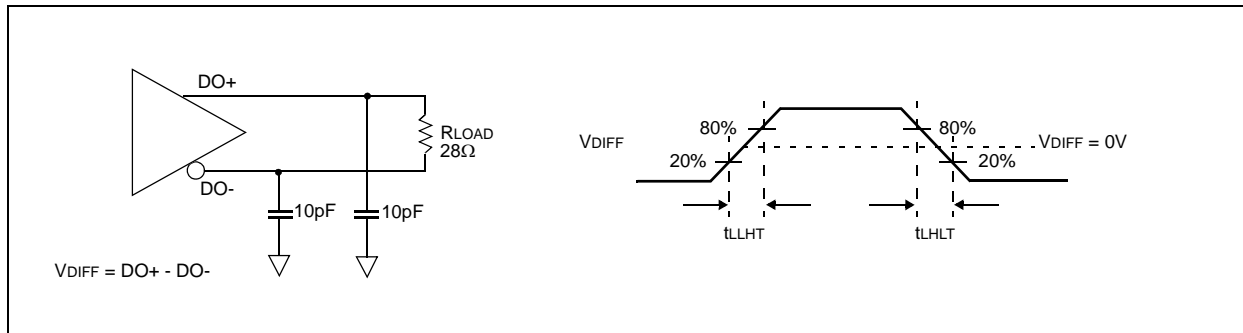 DO+
RLOAD
28Ω
DO-
10pF
10pF
VDIFF = DO+ - DO-
VDIFF
80%
20%
80%
20%
VDIFF = 0V
tLLHT
tLHLT